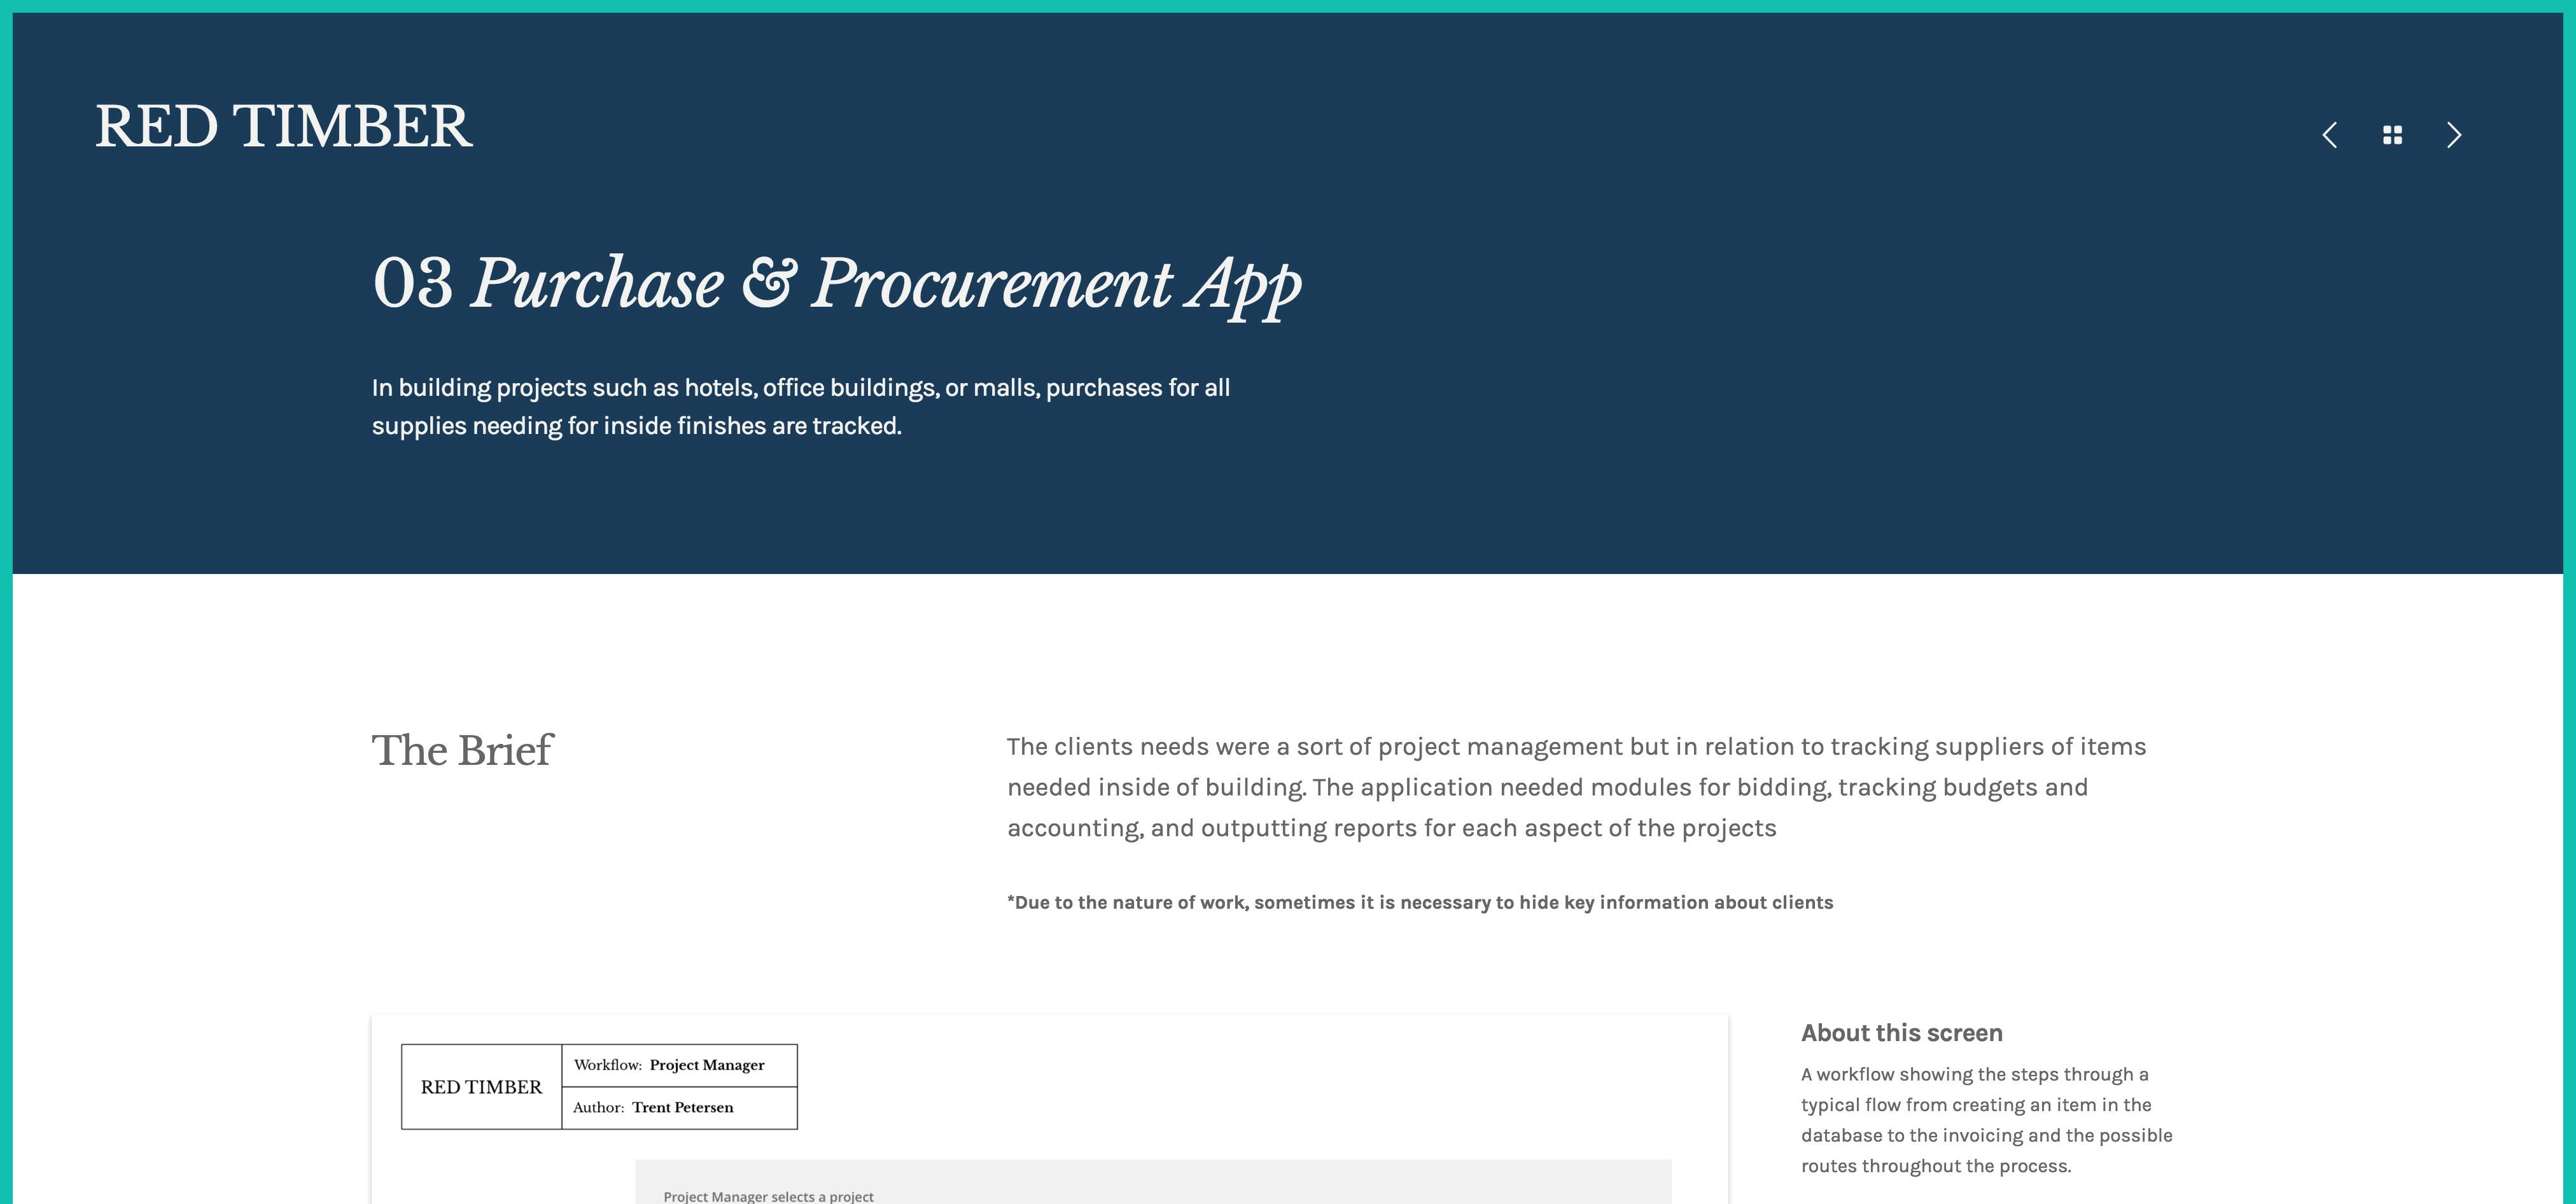 RED TIMBER
03 Purchase & Procurement App
In building projects such as hotels, office buildings, or malls, purchases for all
supplies needing for inside finishes are tracked.
The Brief
The clients needs were a sort of project management but in relation to tracking suppliers of items
needed inside of building. The application needed modules for bidding, tracking budgets and
accounting, and outputting reports for each aspect of the projects
*Due to the nature of work, sometimes it is necessary to hide key information about clients
RED TIMBER
Workflow: Project Manager
Author: Trent Petersen
Project Manager selects a project
About this screen
A workflow showing the steps through a
typical flow from creating an item in the
database to the invoicing and the possible
routes throughout the process.